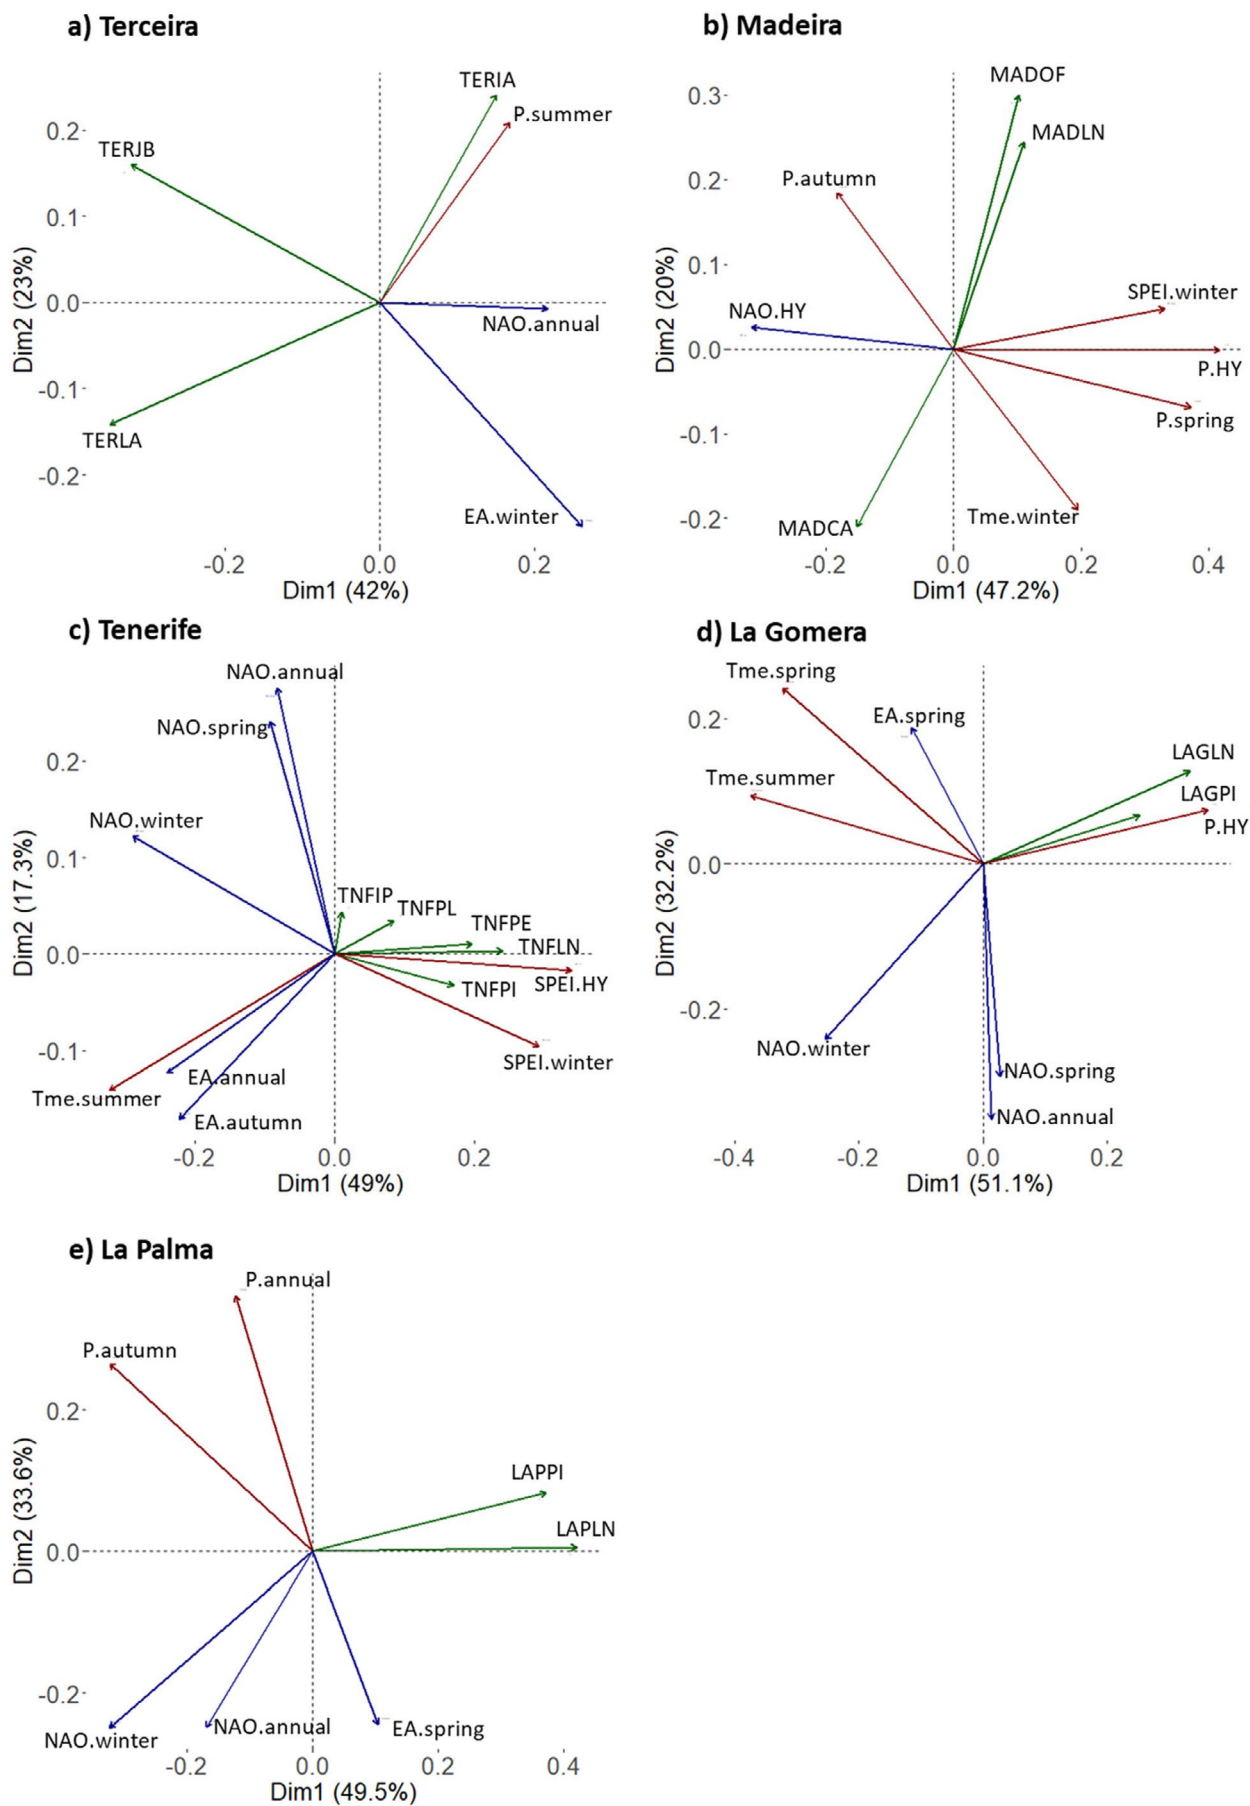 a) Terceira
TERIA
P.summer
TERJB
0.2
0.1
0.0
NAO.annual
-0.1
TERLA
-0.2
EA.winter
Dim2 (23%)
-0.2 0.0 0.2
Dim1 (42%)
b) Madeira
MADOF
0.3
MADLN
P.autumn
0.2
0.1
SPEI.winter
NAO.HY
0.0
P.HY
P.spring
-0.1
Tme.winter
-0.2
MADCA
Dim2 (20%)
-0.2 0.0 0.2 0.4
Dim1 (47.2%)
c) Tenerife
NAO.annual
NAO.spring
0.2
NAO.winter
0.1
TNFIP
TNFPL
TNFPE
TNFLN
0.0
SPEI.HY
TNFPI
-0.1
SPEI.winter
EA.annual
Tme.summer
EA.autumn
Dim2 (17.3%)
-0.2 0.0 0.2
Dim1 (49%)
d) La Gomera
Tme.spring
EA.spring
0.2
LAGLN
Tme.summer
LAGPI
P.HY
0.0
-0.2
NAO.winter
NAO.spring
NAO.annual
Dim2 (32.2%)
-0.4 -0.2 0.0 0.2
Dim1 (51.1%)
e) La Palma
P.annual
P.autumn
0.2
LAPPI
LAPLN
0.0
-0.2
NAO.winter
NAO.annual
EA.spring
Dim2 (33.6%)
-0.2 0.0 0.2 0.4
Dim1 (49.5%)